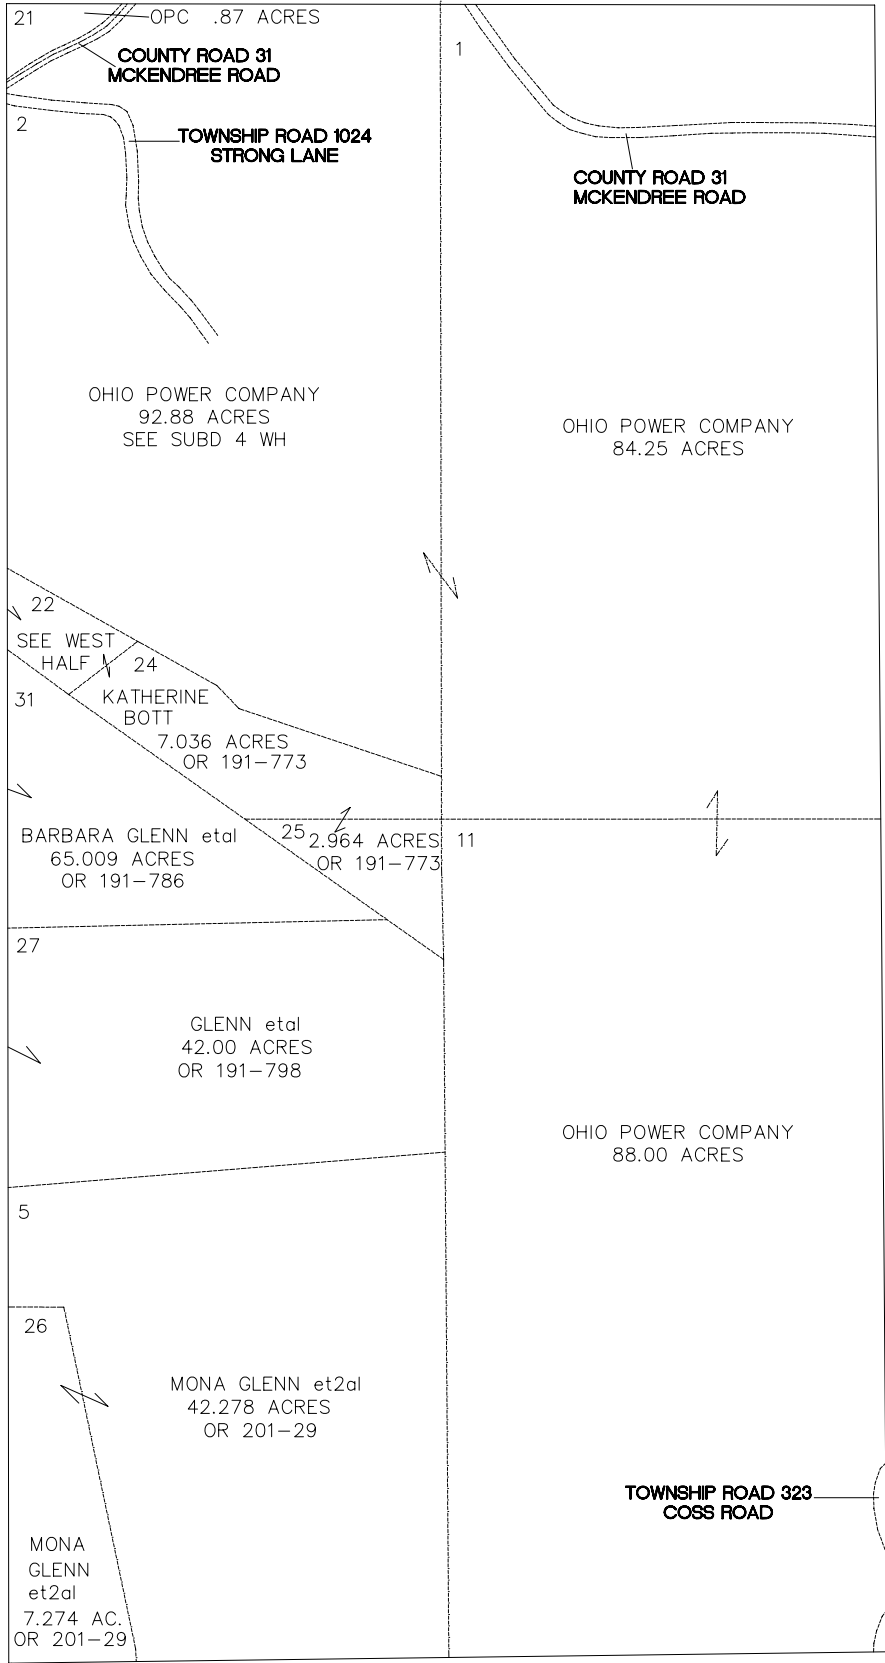 21
OPC .87 ACRES
COUNTY ROAD 31
MCKENDREE ROAD
1
2
TOWNSHIP ROAD 1024
STRONG LANE
COUNTY ROAD 31
MCKENDREE ROAD
OHIO POWER COMPANY
92.88 ACRES
SEE SUBD 4 WH
OHIO POWER COMPANY
84.25 ACRES
22
SEE WEST
HALF
24
31
KATHERINE
BOTT
7.036 ACRES
OR 191-773
25
2.964 ACRES
OR 191-773
11
BARBARA GLENN etal
65.009 ACRES
OR 191-786
27
GLENN etal
42.00 ACRES
OR 191-798
OHIO POWER COMPANY
88.00 ACRES
5
26
MONA GLENN et2al
42.278 ACRES
OR 201-29
TOWNSHIP ROAD 323
COSS ROAD
MONA
GLENN
et2al
7.274 AC.
OR 201-29